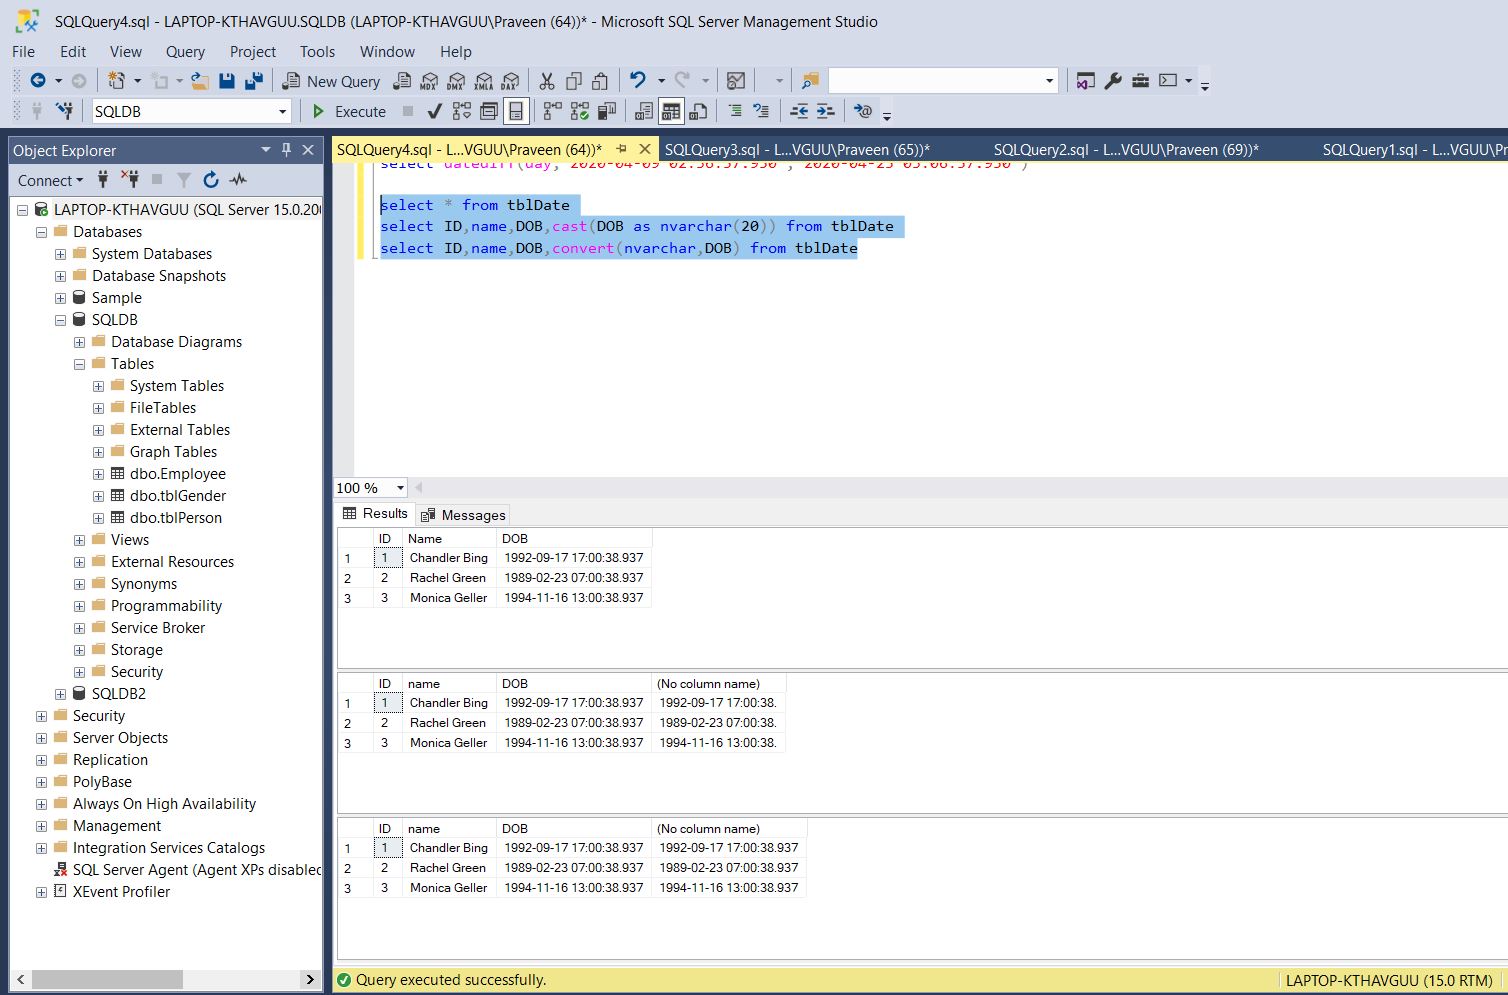 SQLQuery4.sql - LAPTOP-KTHAVGUU.SQLDB (LAPTOP-KTHAVGUU\Praveen (64))* - Microsoft SQL Server Management Studio
File Edit View Query Project Tools Window Help
New Query MDX DMX XMLA DAX
SQLDB Execute
Object Explorer
Connect
LAPTOP-KTHAVGUU (SQL Server 15.0.20
Databases
System Databases
Database Snapshots
Sample
SQLDB
Database Diagrams
Tables
System Tables
FileTables
External Tables
Graph Tables
dbo.Employee
dbo.tblGender
dbo.tblPerson
Views
External Resources
Synonyms
Programmability
Service Broker
Storage
Security
SQLDB2
Security
Server Objects
Replication
PolyBase
Always On High Availability
Management
Integration Services Catalogs
SQL Server Agent (Agent XPs disabled
XEvent Profiler
SQLQuery4.sql - L...VGUU\Praveen (64))* SQLQuery3.sql - L...VGUU\Praveen (65))* SQLQuery2.sql - L...VGUU\Praveen (69))* SQLQuery1.sql - L...VGUU\Pr
select datediff(day,
select * from tblDate
select ID,name,DOB,cast(DOB as nvarchar(20)) from tblDate
select ID,name,DOB,convert(nvarchar,DOB) from tblDate
100 %
Results Messages
ID Name DOB
1 1 Chandler Bing 1992-09-17 17:00:38.937
2 2 Rachel Green 1989-02-23 07:00:38.937
3 3 Monica Geller 1994-11-16 13:00:38.937
ID name DOB (No column name)
1 1 Chandler Bing 1992-09-17 17:00:38.937 1992-09-17 17:00:38.
2 2 Rachel Green 1989-02-23 07:00:38.937 1989-02-23 07:00:38.
3 3 Monica Geller 1994-11-16 13:00:38.937 1994-11-16 13:00:38.
ID name DOB (No column name)
1 1 Chandler Bing 1992-09-17 17:00:38.937 1992-09-17 17:00:38.937
2 2 Rachel Green 1989-02-23 07:00:38.937 1989-02-23 07:00:38.937
3 3 Monica Geller 1994-11-16 13:00:38.937 1994-11-16 13:00:38.937
Query executed successfully. LAPTOP-KTHAVGUU (15.0 RTM)